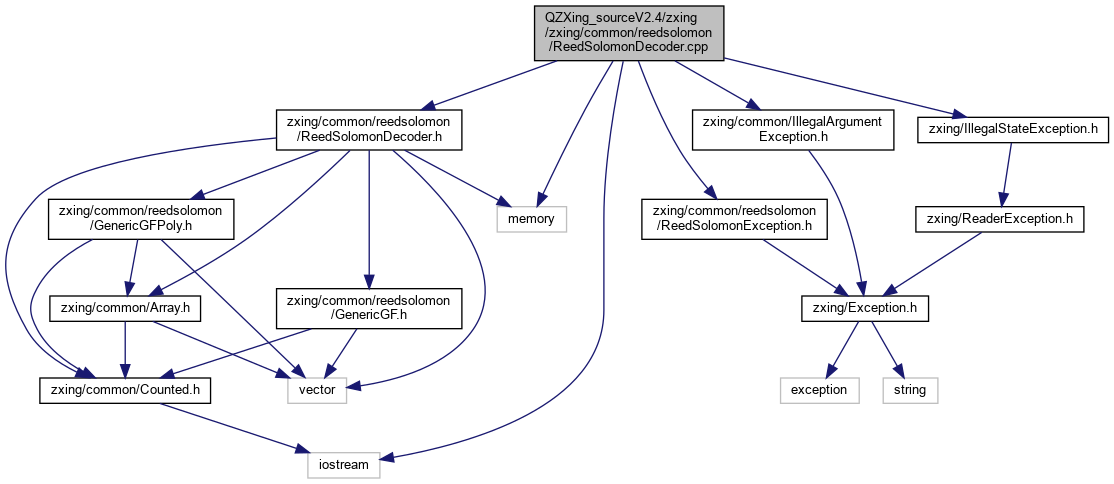 QZXing_sourceV2.4/zxing
/zxing/common/reedsolomon
/ReedSolomonDecoder.cpp
zxing/common/reedsolomon
/ReedSolomonDecoder.h
zxing/common/IllegalArgument
Exception.h
zxing/IllegalStateException.h
zxing/common/reedsolomon
/GenericGFPoly.h
memory
zxing/common/reedsolomon
/ReedSolomonException.h
zxing/ReaderException.h
zxing/common/Array.h
zxing/common/reedsolomon
/GenericGF.h
zxing/Exception.h
zxing/common/Counted.h
vector
exception
string
iostream